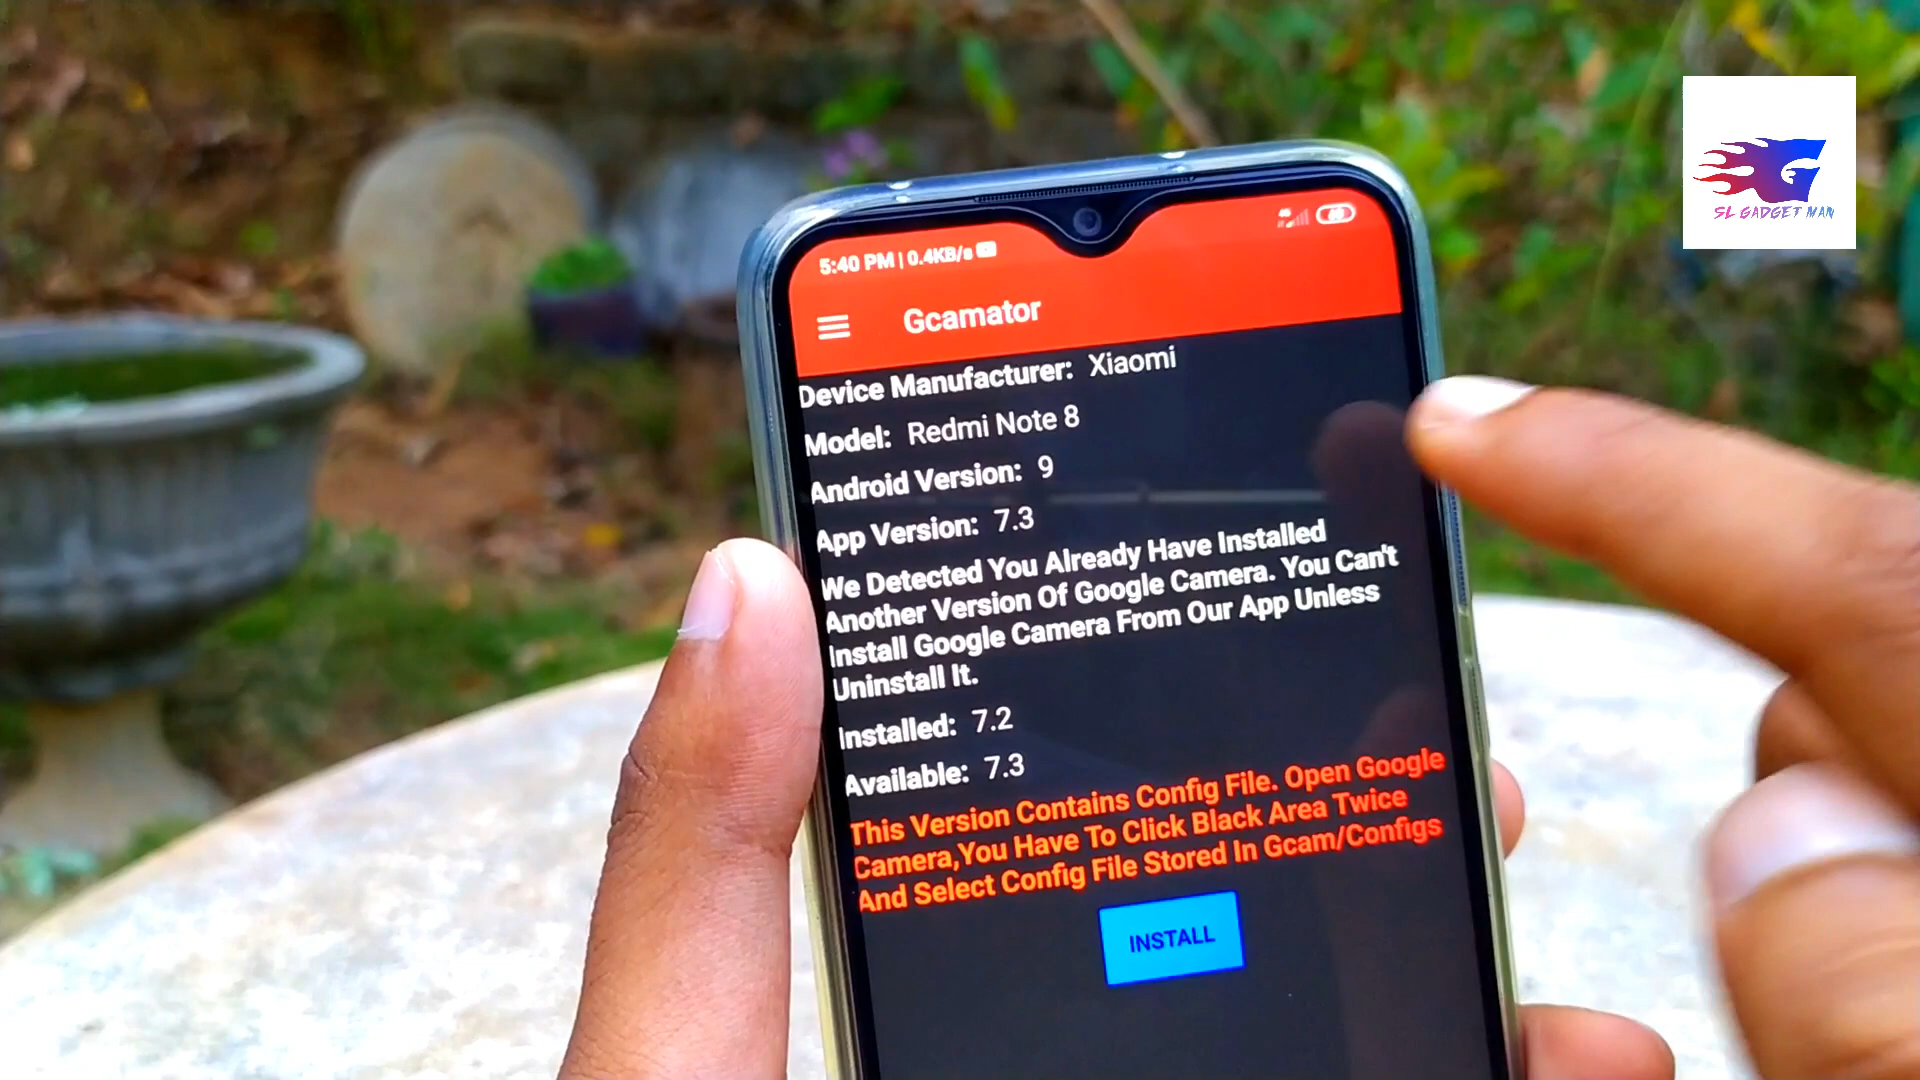 SL GADGET MAN
5:40 PM | 0.4KB/s
Gcamator
Device Manufacturer: Xiaomi
Model: Redmi Note 8
Android Version: 9
App Version: 7.3
We Detected You Already Have Installed
Another Version Of Google Camera. You Can't
Install Google Camera From Our App Unless
Uninstall It.
Installed: 7.2
Available: 7.3
This Version Contains Config File. Open Google
Camera,You Have To Click Black Area Twice
And Select Config File Stored In Gcam/Configs
INSTALL